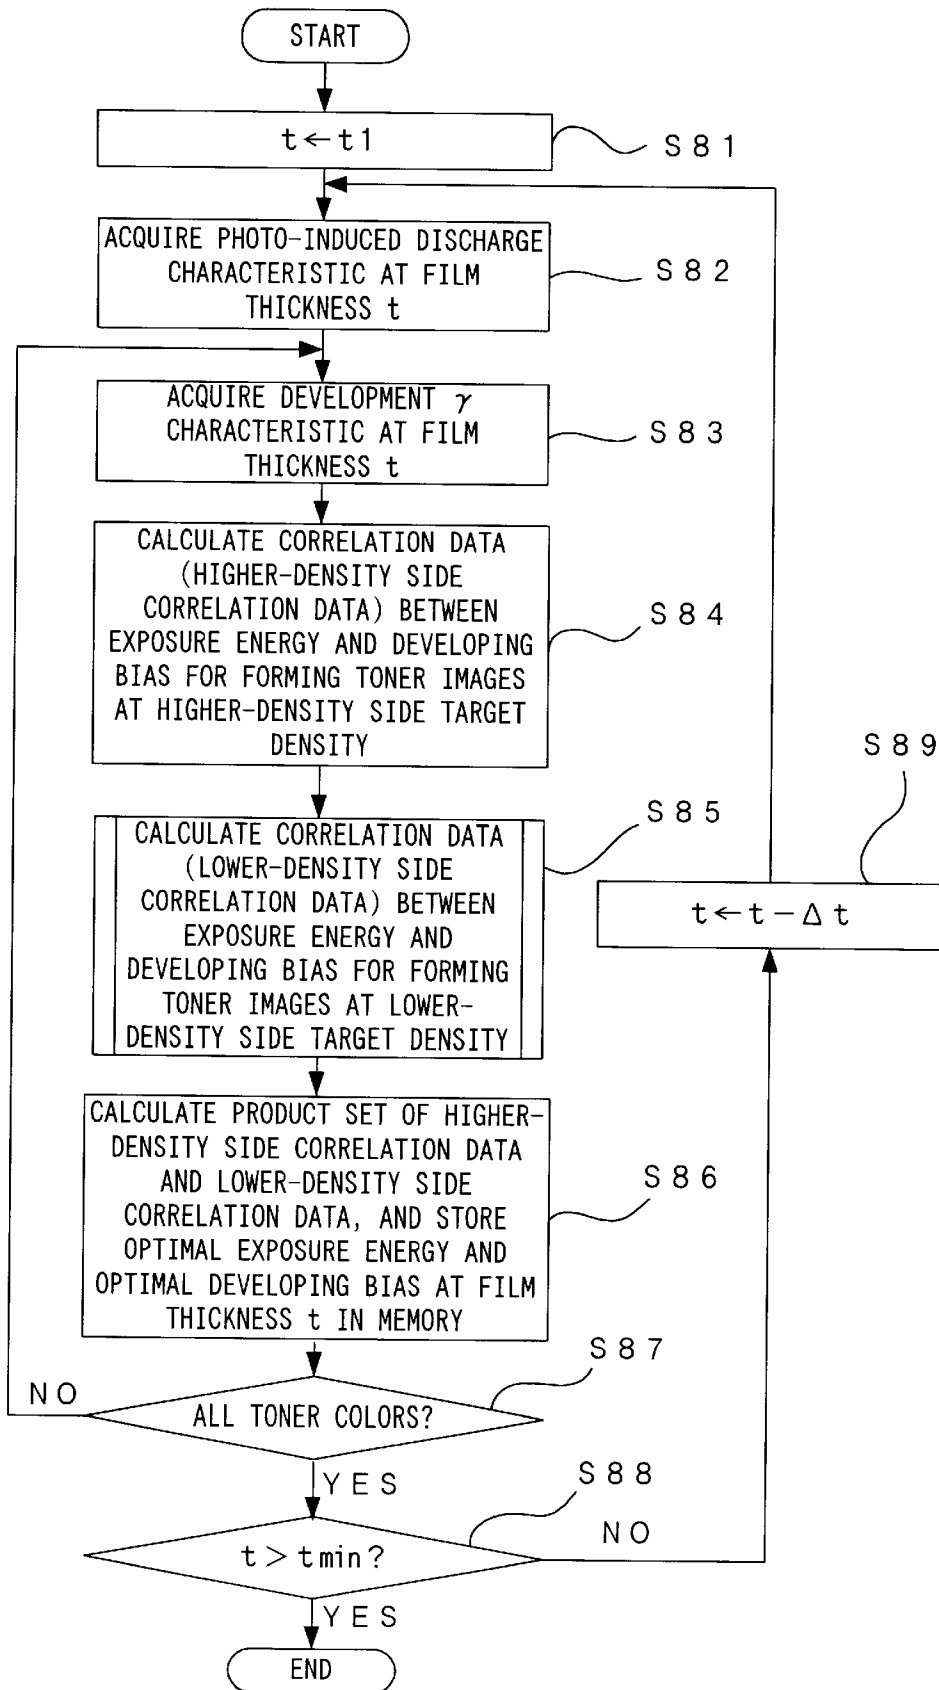 START
t←t1
S81
ACQUIRE PHOTO-INDUCED DISCHARGE
CHARACTERISTIC AT FILM
THICKNESS t
S82
ACQUIRE DEVELOPMENT γ
CHARACTERISTIC AT FILM
THICKNESS t
S83
CALCULATE CORRELATION DATA
(HIGHER-DENSITY SIDE
CORRELATION DATA) BETWEEN
EXPOSURE ENERGY AND DEVELOPING
BIAS FOR FORMING TONER IMAGES
AT HIGHER-DENSITY SIDE TARGET
DENSITY
S84
CALCULATE CORRELATION DATA
(LOWER-DENSITY SIDE
CORRELATION DATA) BETWEEN
EXPOSURE ENERGY AND
DEVELOPING BIAS FOR FORMING
TONER IMAGES AT LOWER-
DENSITY SIDE TARGET DENSITY
S85
S89
t←t-Δt
CALCULATE PRODUCT SET OF HIGHER-
DENSITY SIDE CORRELATION DATA
AND LOWER-DENSITY SIDE
CORRELATION DATA, AND STORE
OPTIMAL EXPOSURE ENERGY AND
OPTIMAL DEVELOPING BIAS AT FILM
THICKNESS t IN MEMORY
S86
ALL TONER COLORS?
S87
NO
YES
t>tmin?
S88
NO
YES
END